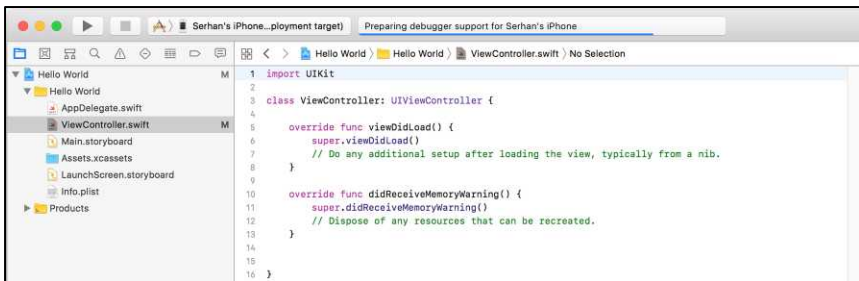 Serhan's iPhone...ployment target)
Preparing debugger support for Serhan's iPhone
Hello World 〉 Hello World 〉 ViewController.swift 〉 No Selection
Hello World M
Hello World
AppDelegate.swift
ViewController.swift M
Main.storyboard
Assets.xcassets
LaunchScreen.storyboard
Info.plist
Products
1 import UIKit
2
3 class ViewController: UIViewController {
4
5     override func viewDidLoad() {
6         super.viewDidLoad()
7         // Do any additional setup after loading the view, typically from a nib.
8     }
9
10     override func didReceiveMemoryWarning() {
11         super.didReceiveMemoryWarning()
12         // Dispose of any resources that can be recreated.
13     }
14
15
16 }